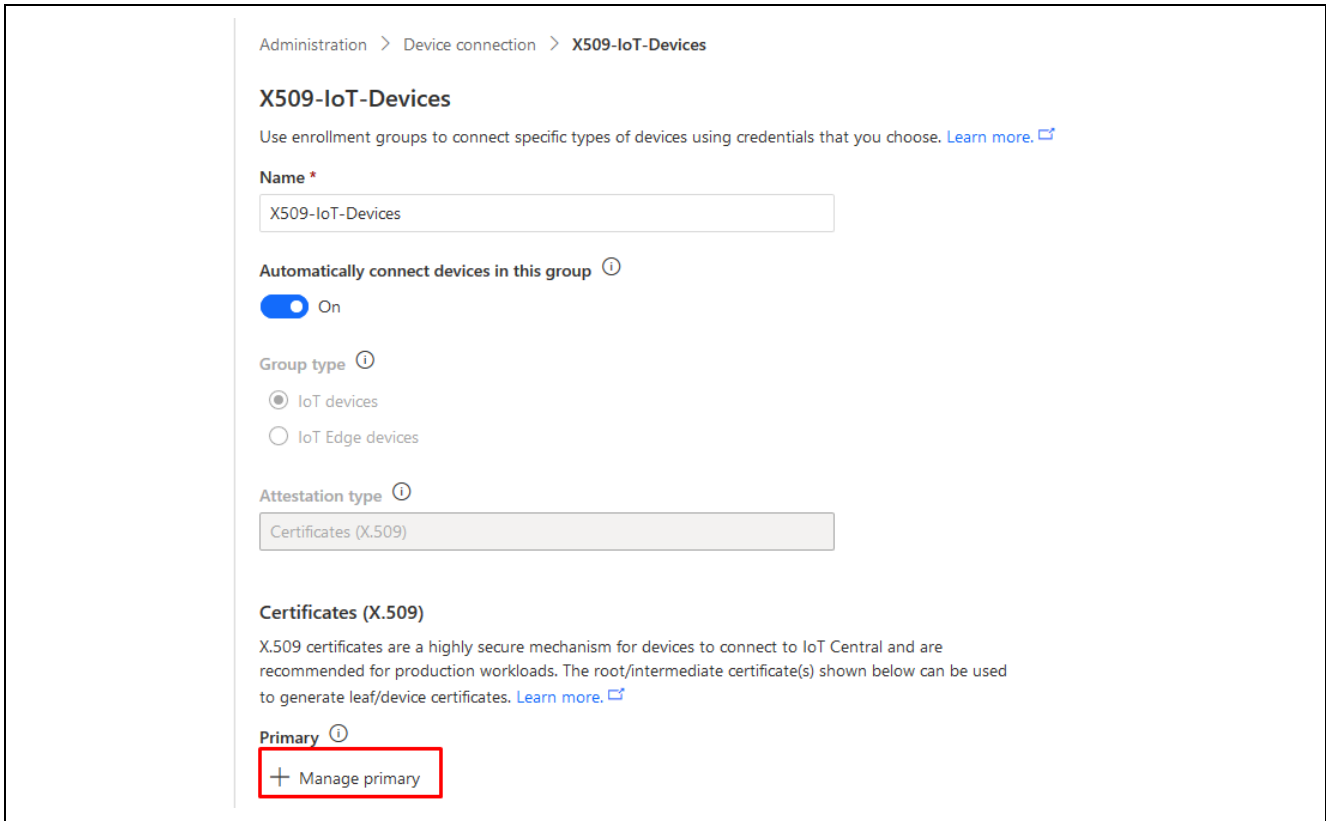 Administration > Device connection > X509-IoT-Devices
X509-IoT-Devices
Use enrollment groups to connect specific types of devices using credentials that you choose. Learn more.
Name *
X509-IoT-Devices
Automatically connect devices in this group
On
Group type
IoT devices
IoT Edge devices
Attestation type
Certificates (X.509)
Certificates (X.509)
X.509 certificates are a highly secure mechanism for devices to connect to IoT Central and are
recommended for production workloads. The root/intermediate certificate(s) shown below can be used
to generate leaf/device certificates. Learn more.
Primary
+ Manage primary